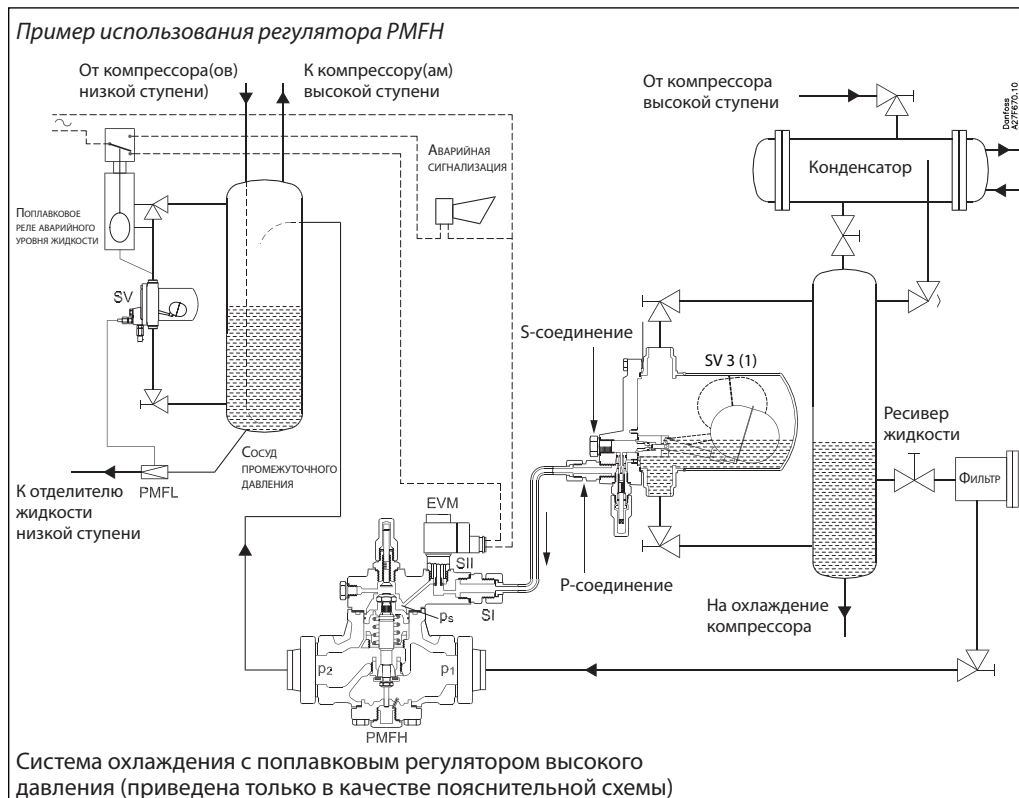 Пример использования регулятора PMFH
От компрессора(ов)
низкой ступени)
К компрессору(ам)
высокой ступени
От компрессора
высокой ступени
Danfoss
A27F670.10
Аварийная
сигнализация
Конденсатор
Поплавковое
реле аварийного
уровня жидкости
SV
S-соединение
SV 3 (1)
Ресивер
жидкости
Сосуд
промежуточного
давления
Фильтр
PMFL
К отделителю
жидкости
низкой ступени
EVM
SII
P-соединение
SI
На охлаждение
компрессора
ps
p2
p1
PMFH
Система охлаждения с поплавковым регулятором высокого
давления (приведена только в качестве пояснительной схемы)